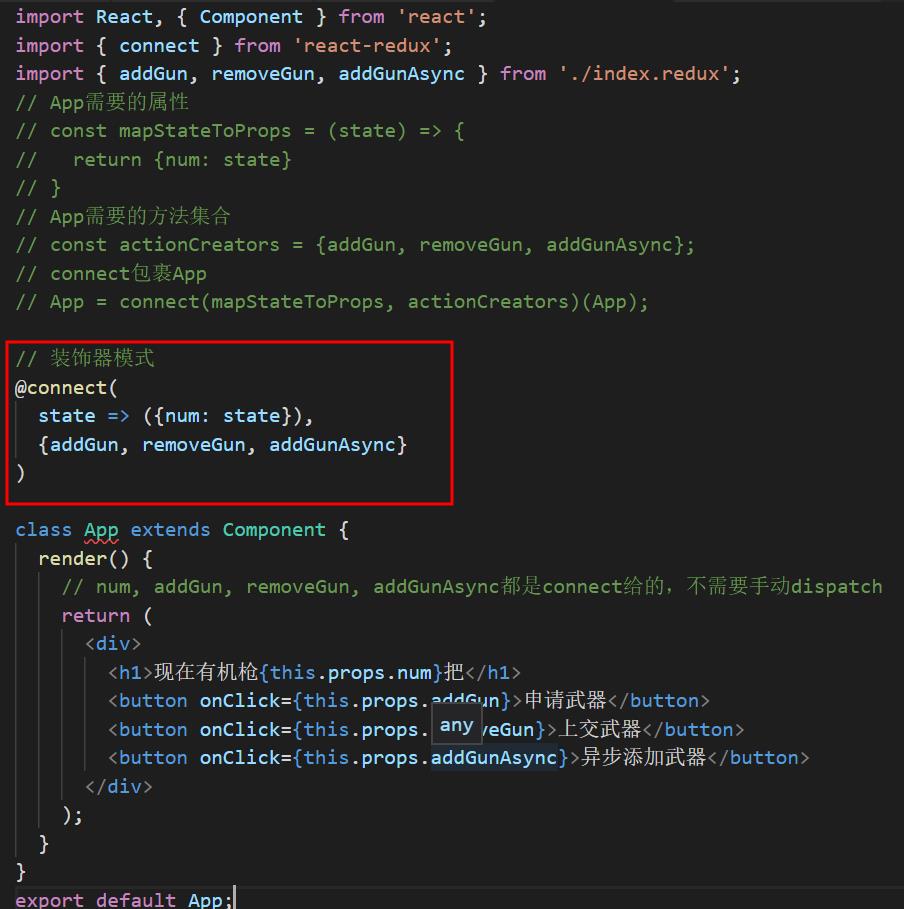 import React, { Component } from 'react';
import { connect } from 'react-redux';
import { addGun, removeGun, addGunAsync } from './index.redux';
// App需要的属性
// const mapStateToProps = (state) => {
//   return {num: state}
// }
// App需要的方法集合
// const actionCreators = {addGun, removeGun, addGunAsync};
// connect包裹App
// App = connect(mapStateToProps, actionCreators)(App);
// 装饰器模式
@connect(
  state => ({num: state}),
  {addGun, removeGun, addGunAsync}
)
class App extends Component {
  render() {
    // num, addGun, removeGun, addGunAsync都是connect给的，不需要手动dispatch
    return (
      <div>
        <h1>现在有机枪{this.props.num}把</h1>
        <button onClick={this.props.addGun}>申请武器</button>
        <button onClick={this.props.any veGun}>上交武器</button>
        <button onClick={this.props.addGunAsync}>异步添加武器</button>
      </div>
    );
  }
}
export default App;